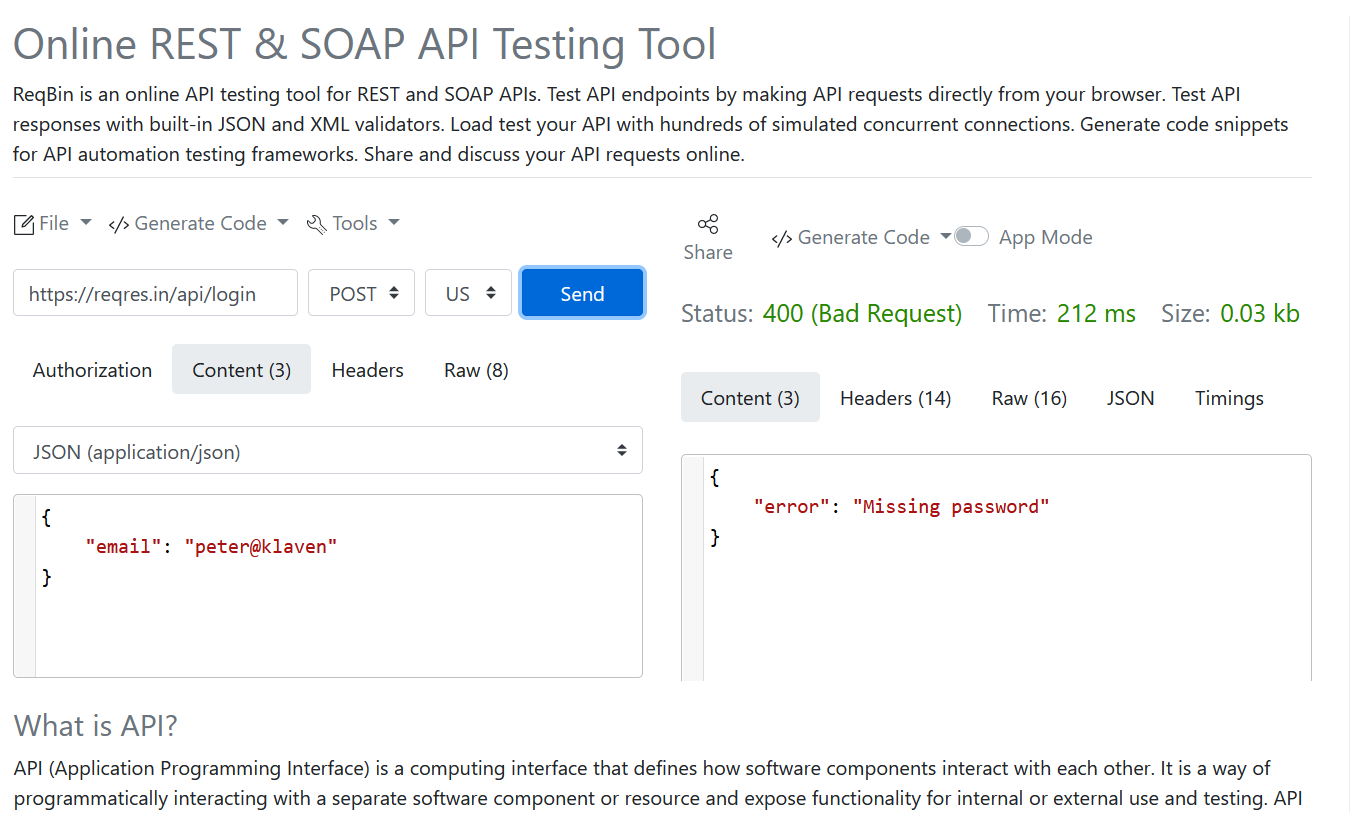 Online REST & SOAP API Testing Tool
ReqBin is an online API testing tool for REST and SOAP APIs. Test API endpoints by making API requests directly from your browser. Test API
responses with built-in JSON and XML validators. Load test your API with hundreds of simulated concurrent connections. Generate code snippets
for API automation testing frameworks. Share and discuss your API requests online.
File </> Generate Code Tools
Share
</> Generate Code App Mode
https://reqres.in/api/login POST US Send
Status: 400 (Bad Request) Time: 212 ms Size: 0.03 kb
Authorization Content (3) Headers Raw (8)
Content (3) Headers (14) Raw (16) JSON Timings
JSON (application/json)
{
"email": "peter@klaven"
}
{
"error": "Missing password"
}
What is API?
API (Application Programming Interface) is a computing interface that defines how software components interact with each other. It is a way of
programmatically interacting with a separate software component or resource and expose functionality for internal or external use and testing. API